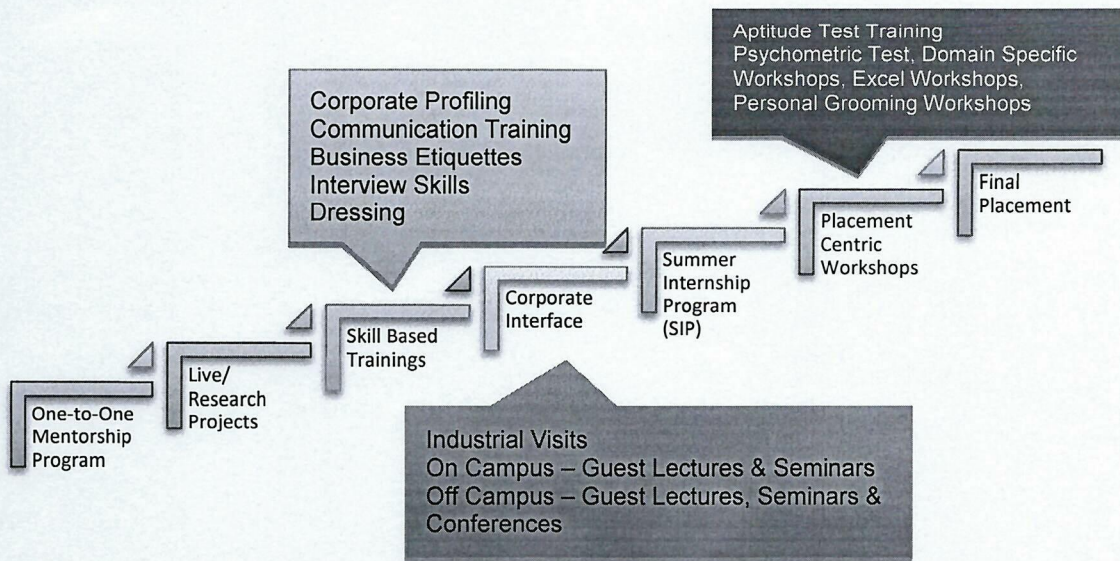 Aptitude Test Training
Psychometric Test, Domain Specific
Workshops, Excel Workshops,
Personal Grooming Workshops
Corporate Profiling
Communication Training
Business Etiquettes
Interview Skills
Dressing
Final
Placement
Placement
Centric
Workshops
Summer
Internship
Program
(SIP)
Corporate
Interface
Skill Based
Trainings
Live/
Research
Projects
One-to-One
Mentorship
Program
Industrial Visits
On Campus – Guest Lectures & Seminars
Off Campus – Guest Lectures, Seminars &
Conferences